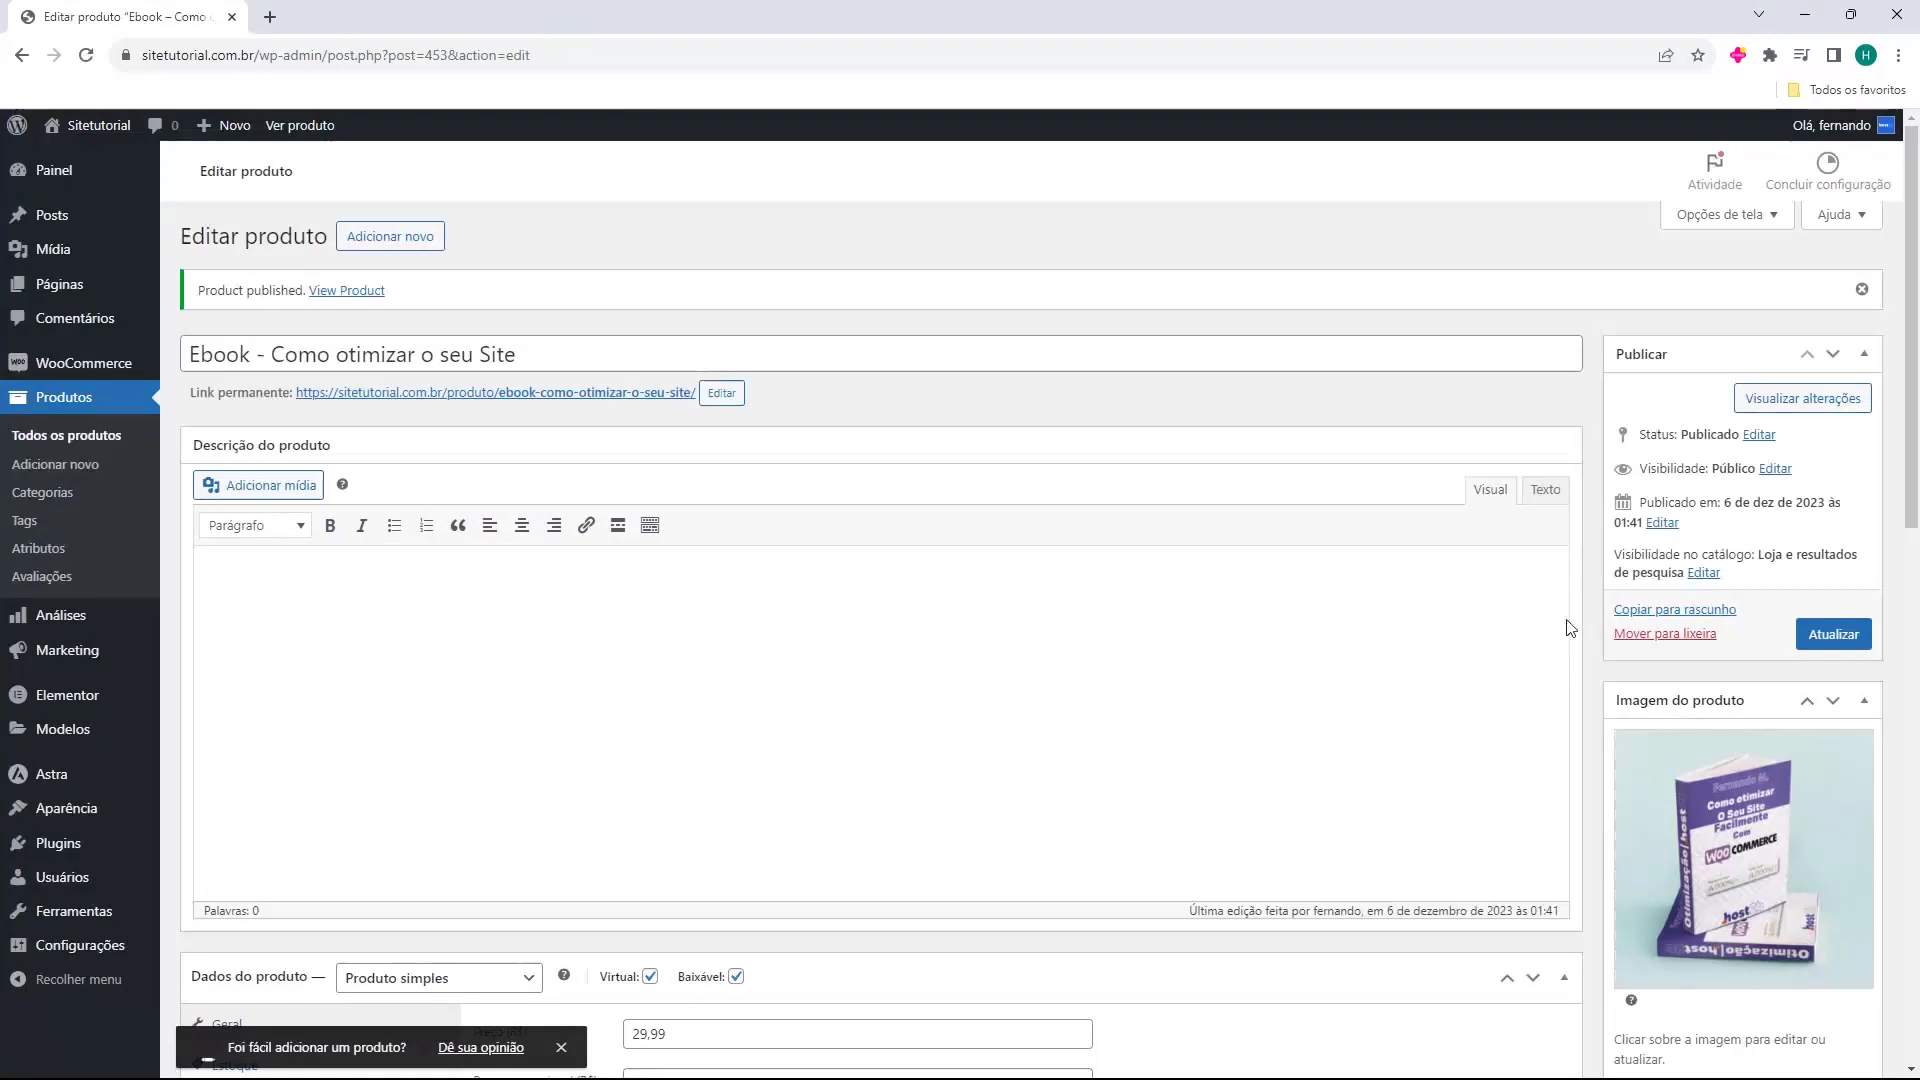 Editar produto "Ebook – Como
sitetutorial.com.br/wp-admin/post.php?post=453&action=edit
H
Todos os favoritos
Sitetutorial
0
Novo
Ver produto
Olá, fernando
Painel
Posts
Mídia
Páginas
Comentários
WooCommerce
Produtos
Todos os produtos
Adicionar novo
Categorias
Tags
Atributos
Avaliações
Análises
Marketing
Elementor
Modelos
Astra
Aparência
Plugins
Usuários
Ferramentas
Configurações
Recolher menu
Editar produto
Atividade
Concluir configuração
Opções de tela
Ajuda
Editar produto
Adicionar novo
Product published. View Product
Ebook - Como otimizar o seu Site
Link permanente: https://sitetutorial.com.br/produto/ebook-como-otimizar-o-seu-site/
Editar
Descrição do produto
Adicionar mídia
Visual
Texto
Parágrafo
B
I
Palavras: 0
Última edição feita por fernando, em 6 de dezembro de 2023 às 01:41
Dados do produto —
Produto simples
Virtual:
Baixável:
Geral
29,99
Foi fácil adicionar um produto?
Dê sua opinião
Estoque
Publicar
Visualizar alterações
Status: Publicado Editar
Visibilidade: Público Editar
Publicado em: 6 de dez de 2023 às
01:41 Editar
Visibilidade no catálogo: Loja e resultados
de pesquisa Editar
Copiar para rascunho
Mover para lixeira
Atualizar
Imagem do produto
Fernando M.
Como otimizar
O Seu Site
Facilmente
Com
WOO COMMERCE
.host
Otimização|.host
Otimização|.host
Clicar sobre a imagem para editar ou
atualizar.